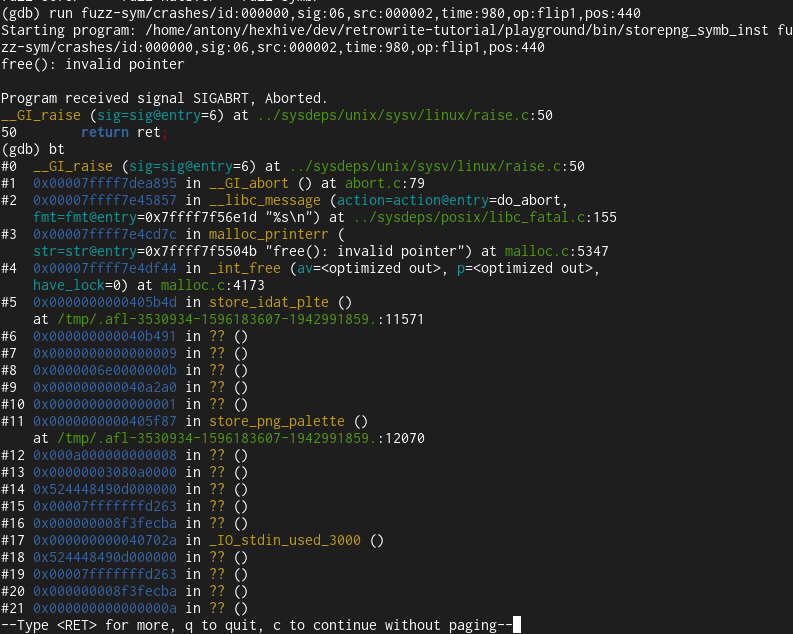 (gdb) run fuzz-sym/crashes/id:000000,sig:06,src:000002,time:980,op:flip1,pos:440
Starting program: /home/antony/hexhive/dev/retrowrite-tutorial/playground/bin/storepng_symb_inst fu
zz-sym/crashes/id:000000,sig:06,src:000002,time:980,op:flip1,pos:440
free(): invalid pointer
Program received signal SIGABRT, Aborted.
__GI_raise (sig=sig@entry=6) at ../sysdeps/unix/sysv/linux/raise.c:50
50 return ret;
(gdb) bt
#0 __GI_raise (sig=sig@entry=6) at ../sysdeps/unix/sysv/linux/raise.c:50
#1 0x00007ffff7dea895 in __GI_abort () at abort.c:79
#2 0x00007ffff7e45857 in __libc_message (action=action@entry=do_abort,
fmt=fmt@entry=0x7ffff7f56e1d "%s\n") at ../sysdeps/posix/libc_fatal.c:155
#3 0x00007ffff7e4cd7c in malloc_printerr (
str=str@entry=0x7ffff7f5504b "free(): invalid pointer") at malloc.c:5347
#4 0x00007ffff7e4df44 in _int_free (av=<optimized out>, p=<optimized out>,
have_lock=0) at malloc.c:4173
#5 0x0000000000405b4d in store_idat_plte ()
at /tmp/.afl-3530934-1596183607-1942991859.:11571
#6 0x000000000040b491 in ?? ()
#7 0x0000000000000009 in ?? ()
#8 0x0000006e0000000b in ?? ()
#9 0x000000000040a2a0 in ?? ()
#10 0x0000000000000001 in ?? ()
#11 0x0000000000405f87 in store_png_palette ()
at /tmp/.afl-3530934-1596183607-1942991859.:12070
#12 0x000a000000000008 in ?? ()
#13 0x00000003080a0000 in ?? ()
#14 0x524448490d000000 in ?? ()
#15 0x00007fffffffd263 in ?? ()
#16 0x000000008f3fecba in ?? ()
#17 0x000000000040702a in _IO_stdin_used_3000 ()
#18 0x524448490d000000 in ?? ()
#19 0x00007fffffffd263 in ?? ()
#20 0x000000008f3fecba in ?? ()
#21 0x000000000000000a in ?? ()
--Type <RET> for more, q to quit, c to continue without paging--